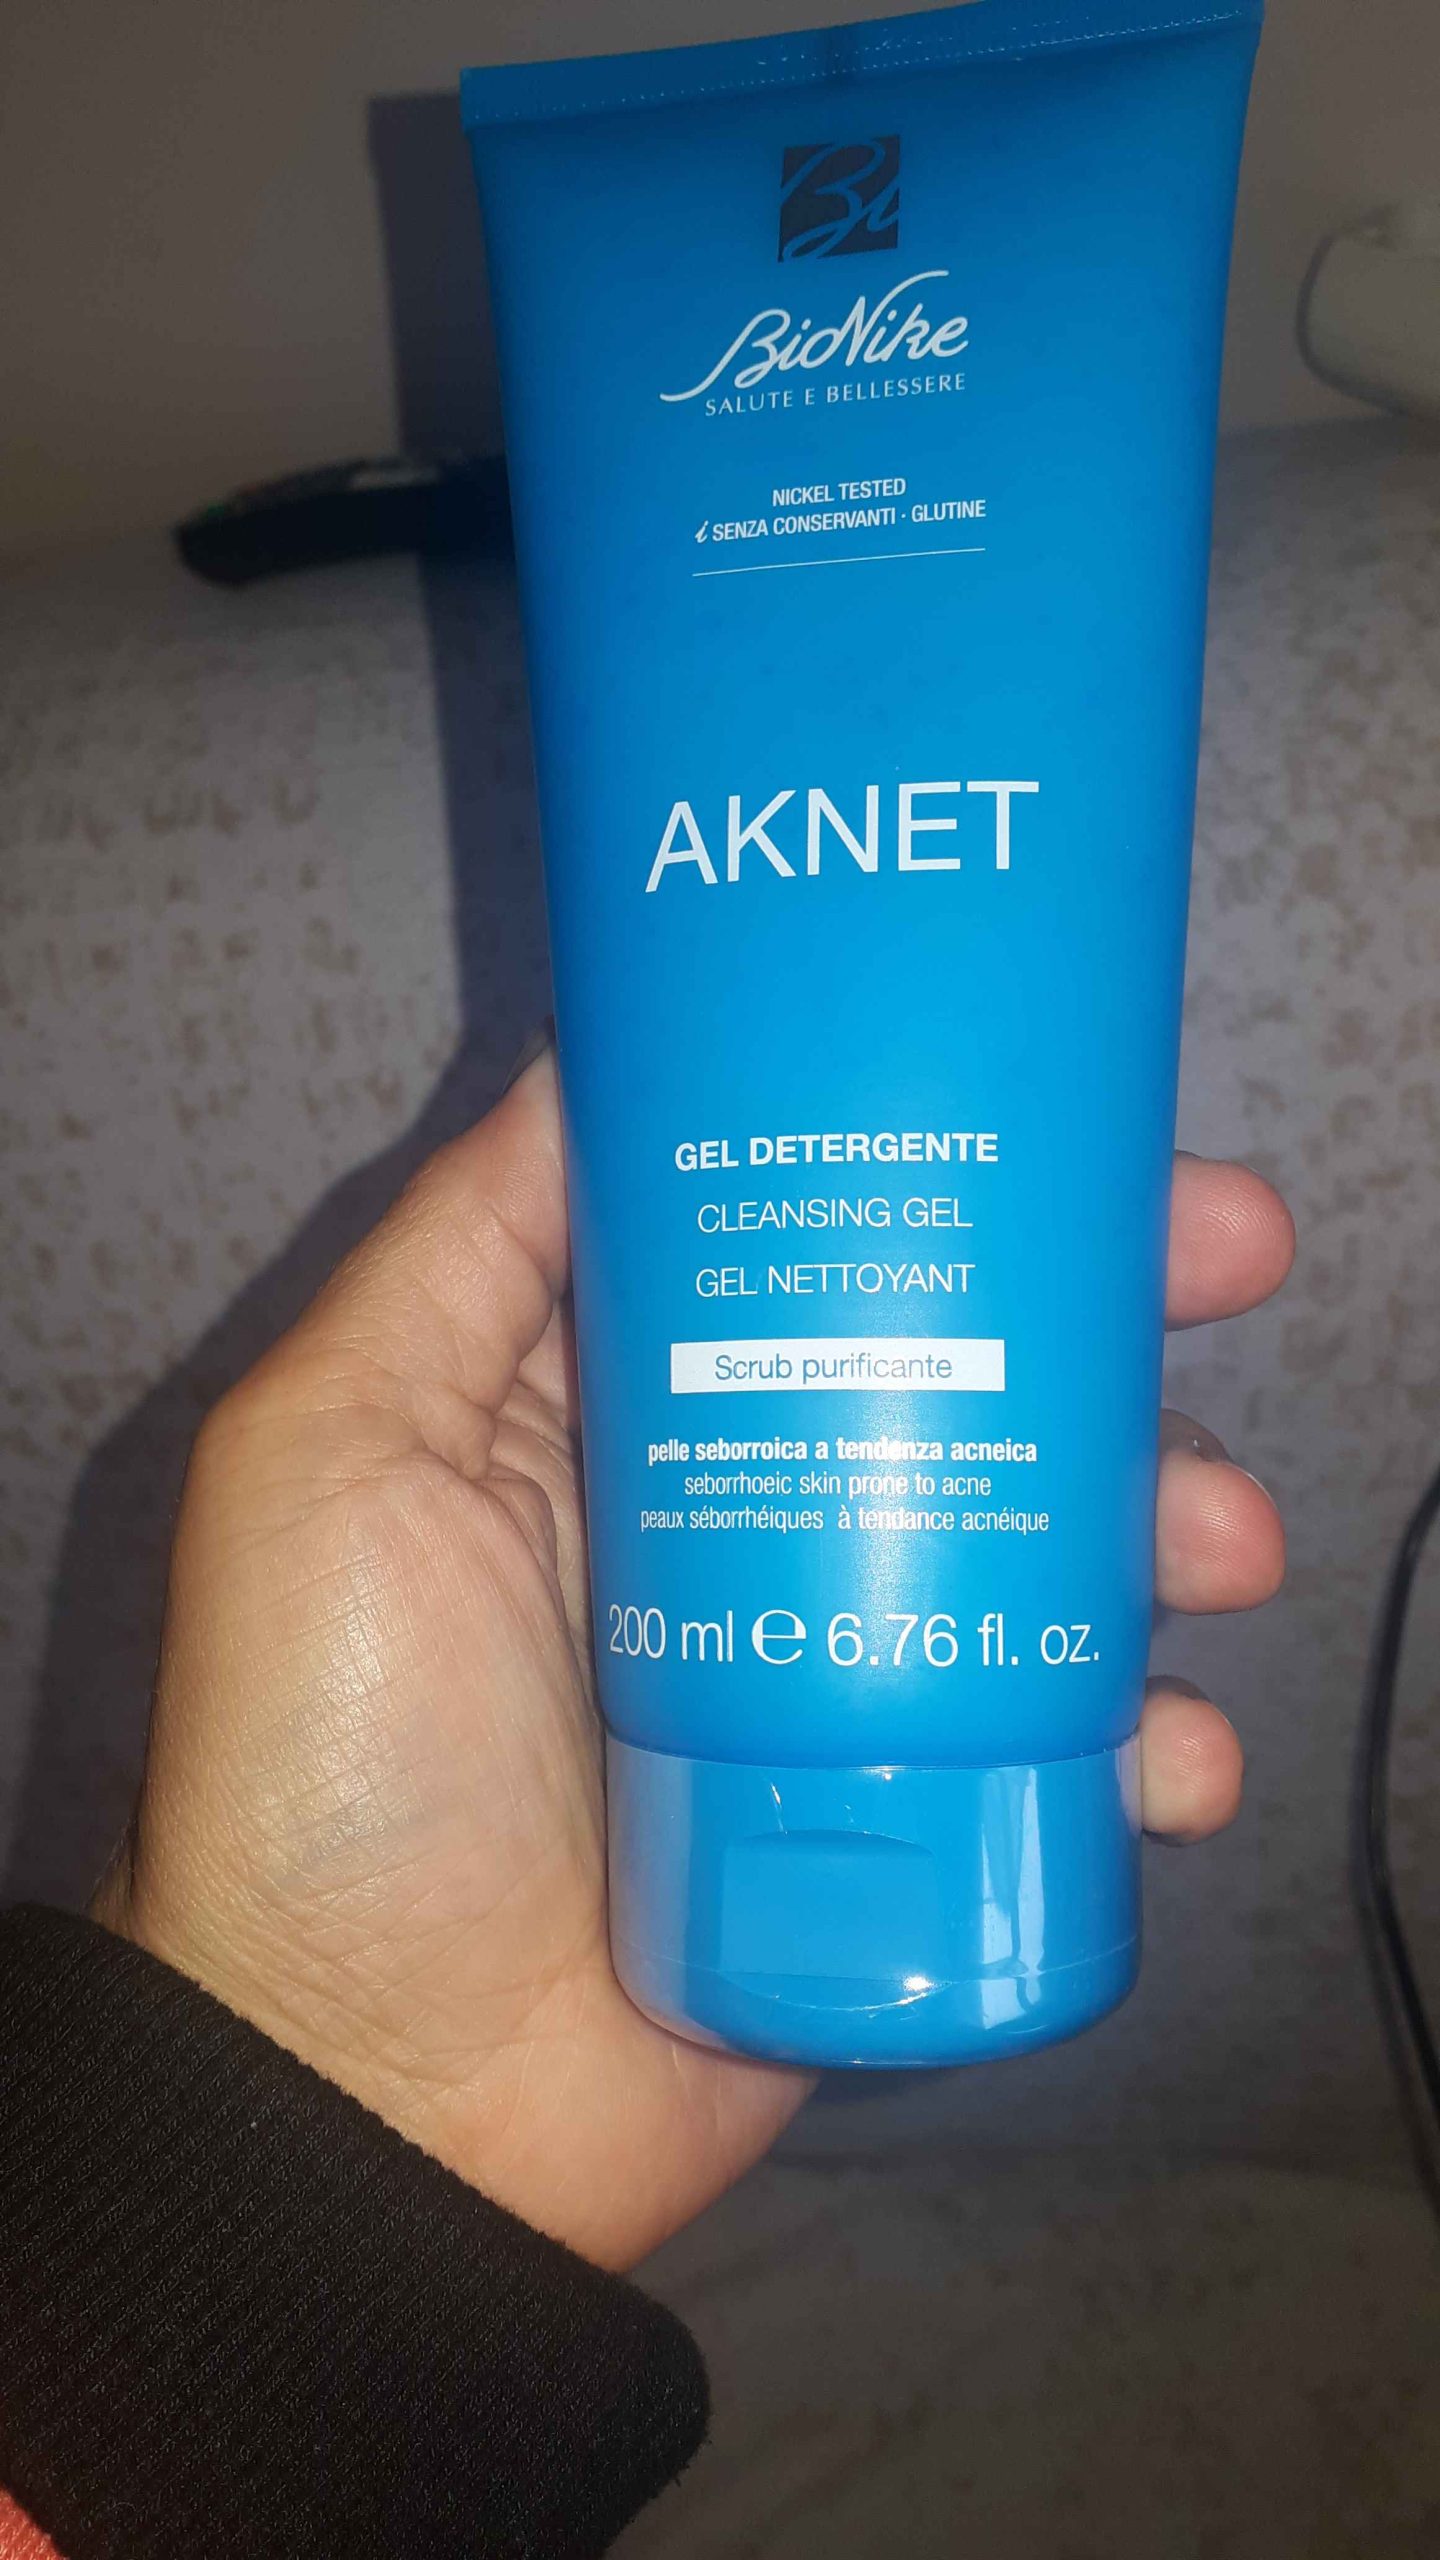 Bi
BioNike
SALUTE E BELLESSERE
NICKEL TESTED
i SENZA CONSERVANTI · GLUTINE
AKNET
GEL DETERGENTE
CLEANSING GEL
GEL NETTOYANT
Scrub purificante
pelle seborroica a tendenza acneica
seborrhoeic skin prone to acne
peaux séborrhéiques à tendance acnéique
200 ml e 6.76 fl. oz.